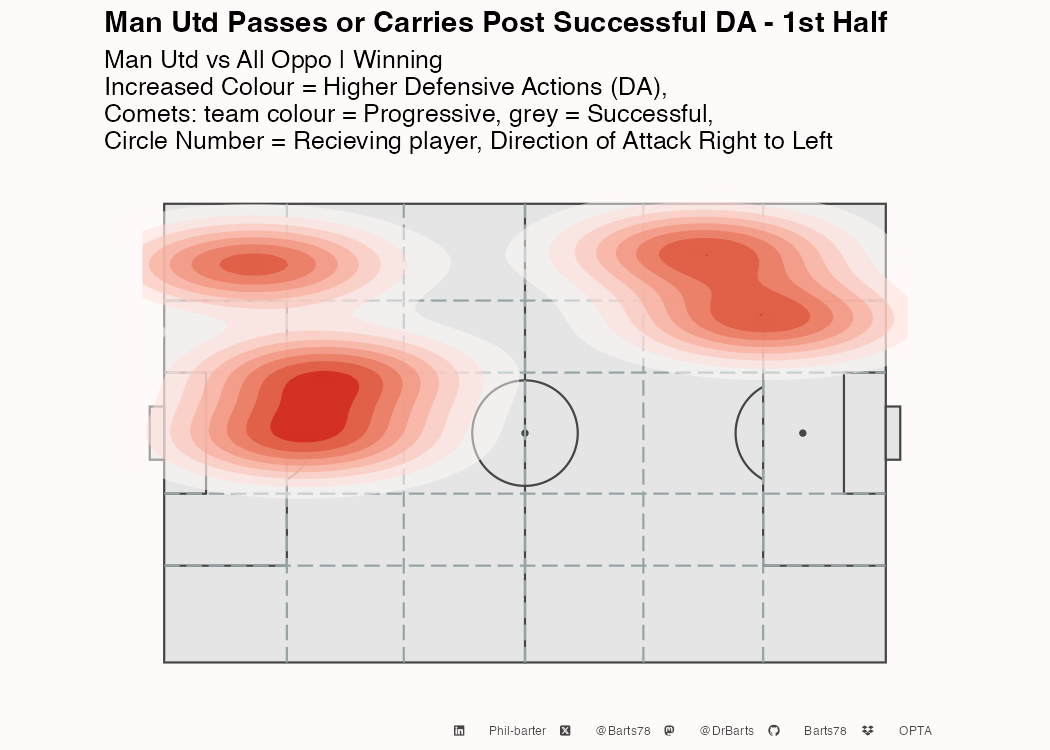 Man Utd Passes or Carries Post Successful DA - 1st Half
Man Utd vs All Oppo | Winning
Increased Colour = Higher Defensive Actions (DA),
Comets: team colour = Progressive, grey = Successful,
Circle Number = Recieving player, Direction of Attack Right to Left
Phil-barter @Barts78 @DrBarts Barts78 OPTA